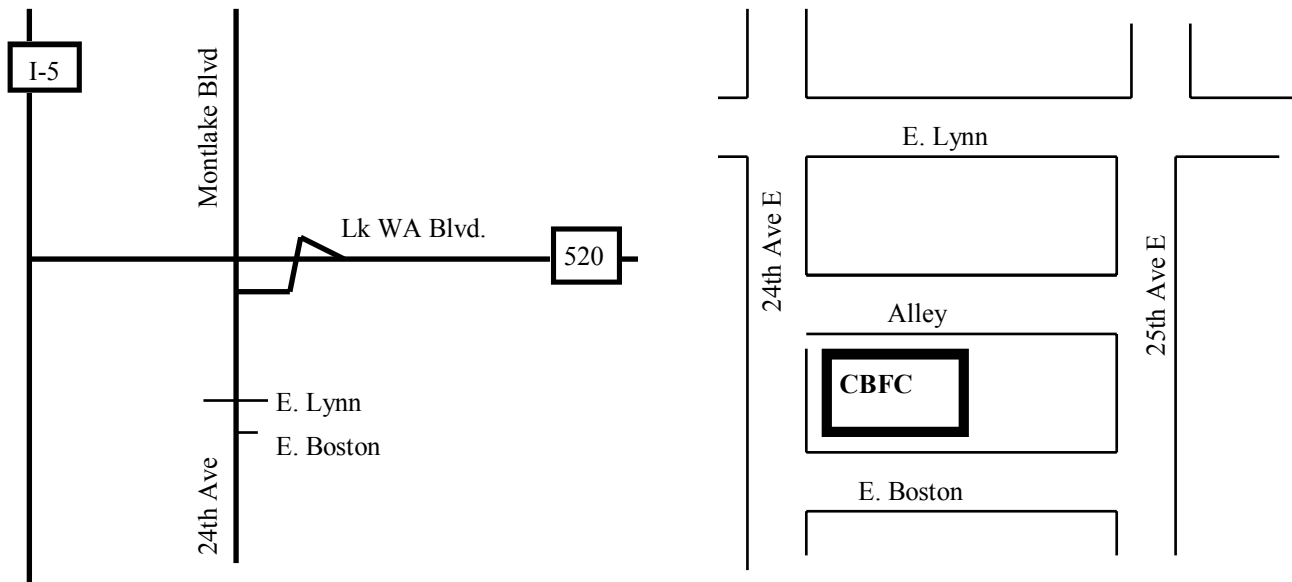 I-5
Montlake Blvd
Lk WA Blvd.
520
E. Lynn
E. Boston
24th Ave
E. Lynn
24th Ave E
25th Ave E
Alley
CBFC
E. Boston